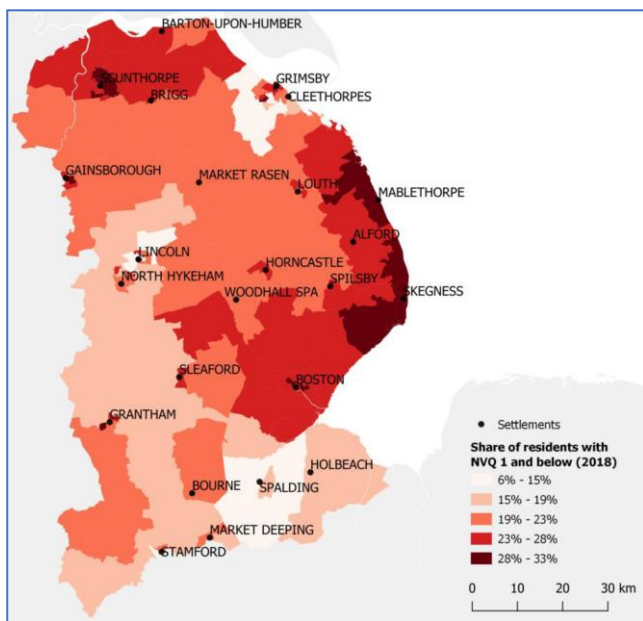 BARTON-UPON-HUMBER
SCUNTHORPE
GRIMSBY
CLEETHORPES
BRIGG
GAINSBOROUGH
MARKET RASEN
LOUTH
MABLETHORPE
ALFORD
LINCOLN
HORNCASTLE
NORTH HYKEHAM
SPILSBY
WOODHALL SPA
SKEGNESS
SLEAFORD
BOSTON
GRANTHAM
HOLBEACH
SPALDING
BOURNE
MARKET DEEPING
STAMFORD
Settlements
Share of residents with
NVQ 1 and below (2018)
6% - 15%
15% - 19%
19% - 23%
23% - 28%
28% - 33%
0 10 20 30 km